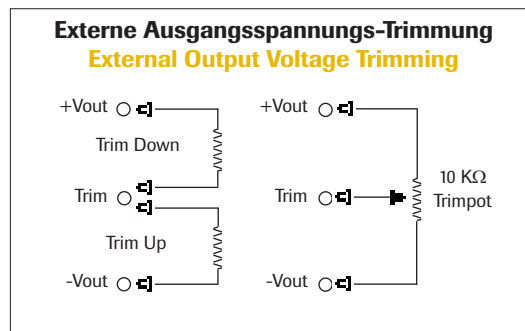 Externe Ausgangsspannungs-Trimmung
External Output Voltage Trimming
+Vout
Trim Down
Trim
Trim Up
-Vout
+Vout
Trim
10 KΩ
Trimpot
-Vout